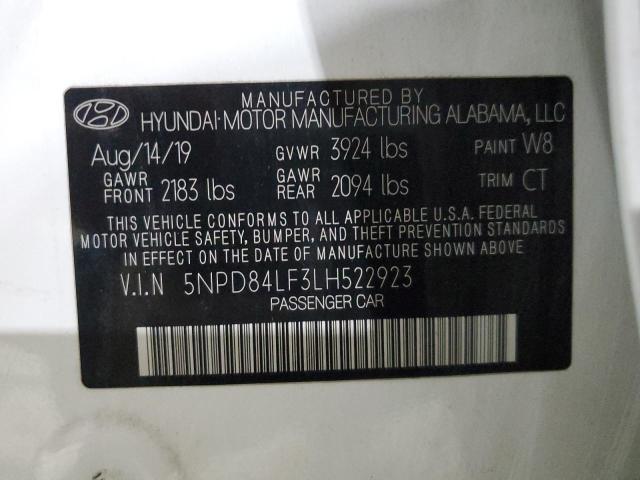 MANUFACTURED BY
HYUNDAI MOTOR MANUFACTURING ALABAMA, LLC
Aug/14/19 GVWR 3924 lbs PAINT W8
GAWR FRONT 2183 lbs GAWR REAR 2094 lbs TRIM CT
THIS VEHICLE CONFORMS TO ALL APPLICABLE U.S.A. FEDERAL
MOTOR VEHICLE SAFETY, BUMPER, AND THEFT PREVENTION STANDARDS
IN EFFECT ON THE DATE OF MANUFACTURE SHOWN ABOVE.
V.I.N 5NPD84LF3LH522923
PASSENGER CAR